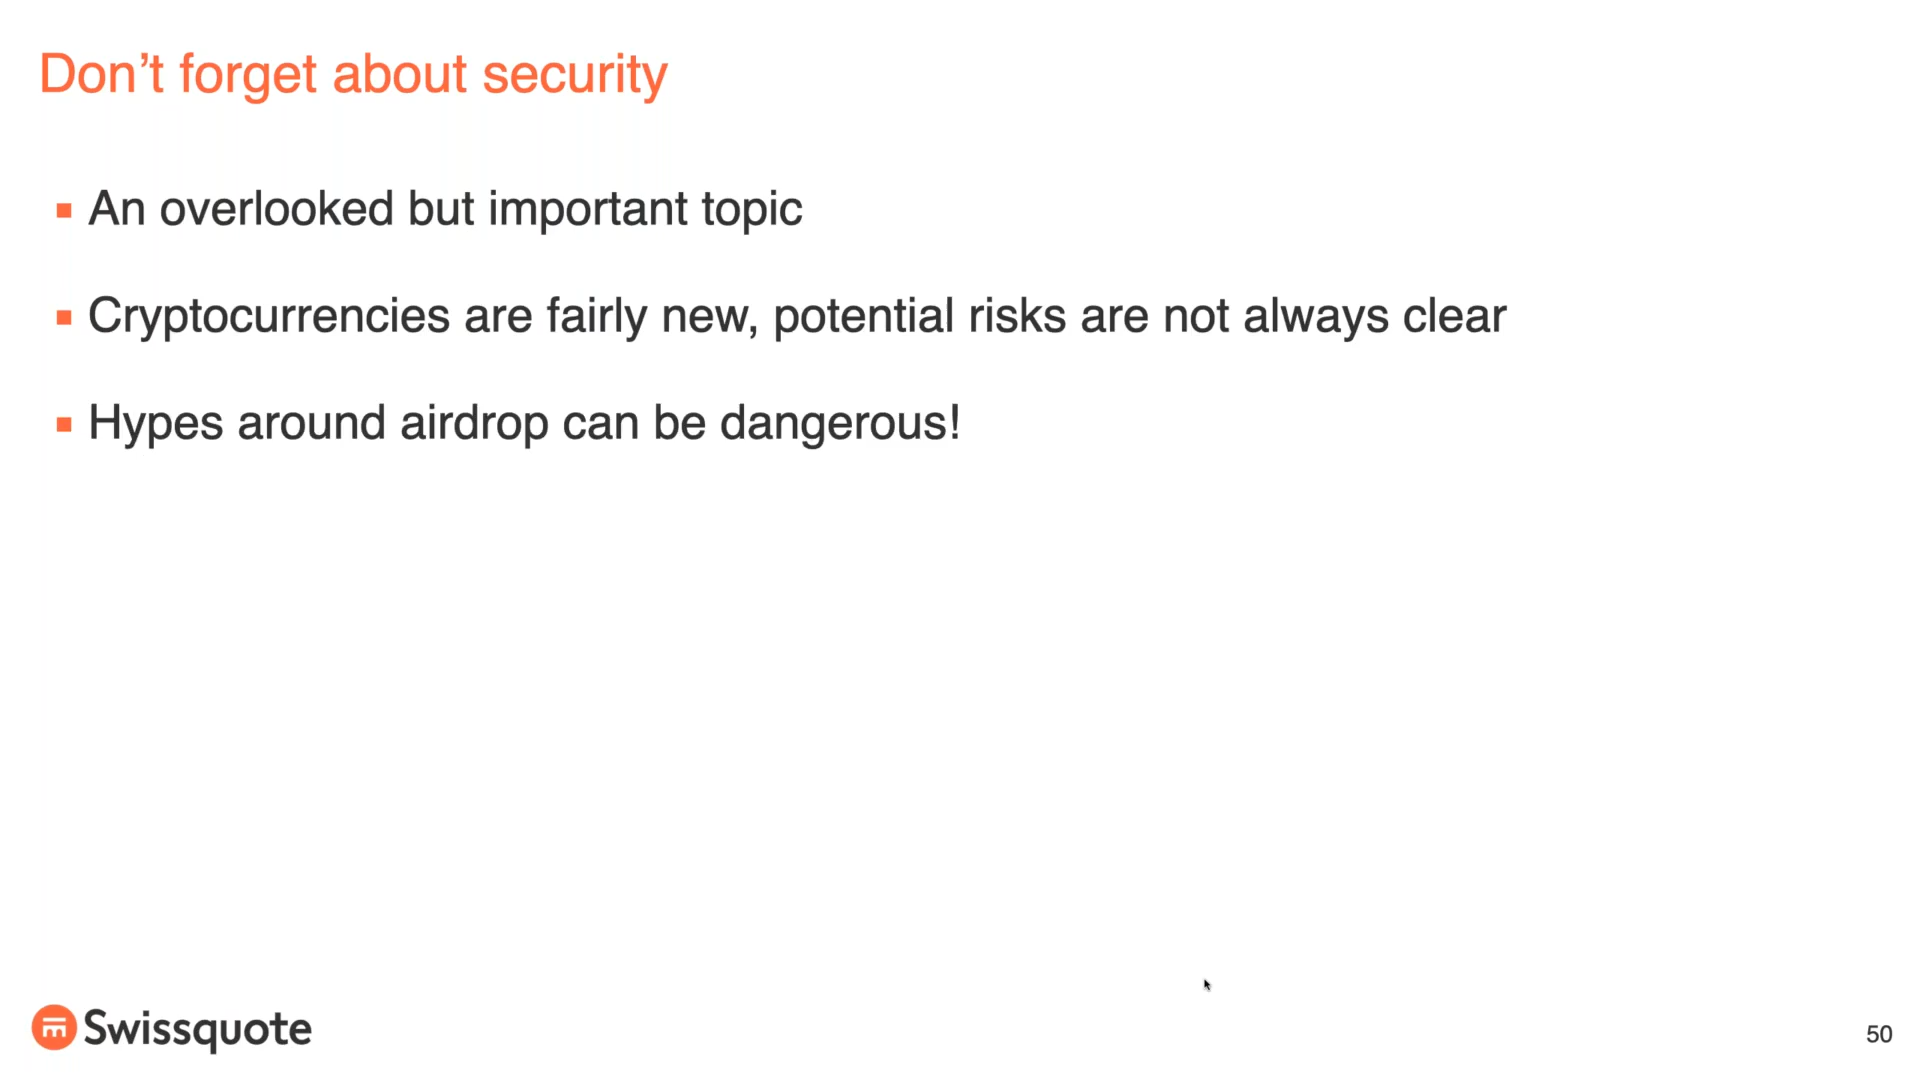 Don’t forget about security
An overlooked but important topic
Cryptocurrencies are fairly new, potential risks are not always clear
Hypes around airdrop can be dangerous!
Swissquote
50